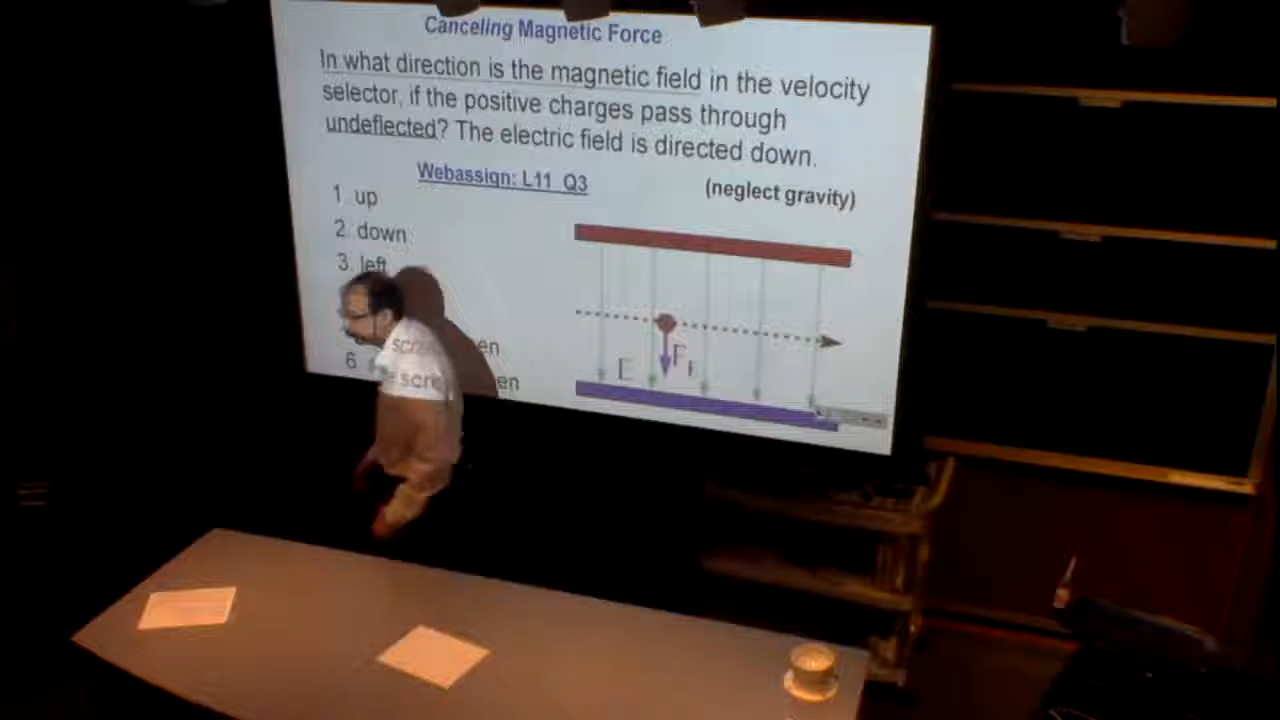 Canceling Magnetic Force
In what direction is the magnetic field in the velocity
selector, if the positive charges pass through
undeflected? The electric field is directed down.
Webassign: L11_Q3
(neglect gravity)
1. up
2. down
3. left
en
6. en
E
F E